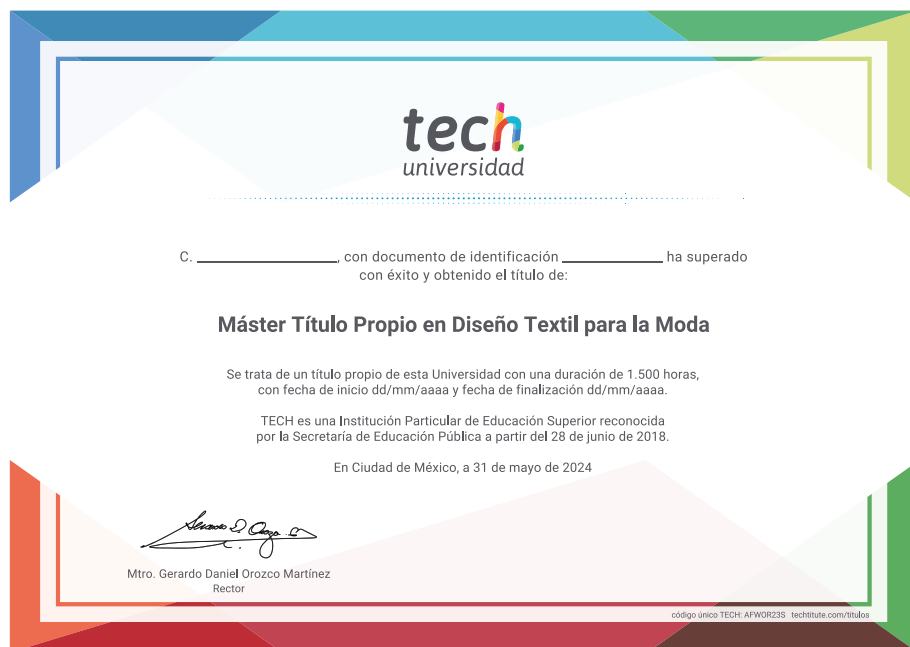 tech
universidad
C. ________________, con documento de identificación ____________ ha superado
con éxito y obtenido el título de:
Máster Título Propio en Diseño Textil para la Moda
Se trata de un título propio de esta Universidad con una duración de 1.500 horas,
con fecha de inicio dd/mm/aaaa y fecha de finalización dd/mm/aaaa.
TECH es una Institución Particular de Educación Superior reconocida
por la Secretaría de Educación Pública a partir del 28 de junio de 2018.
En Ciudad de México, a 31 de mayo de 2024
Mtro. Gerardo Daniel Orozco Martínez
Rector
código único TECH: AFWOR23S techtitute.com/titulos